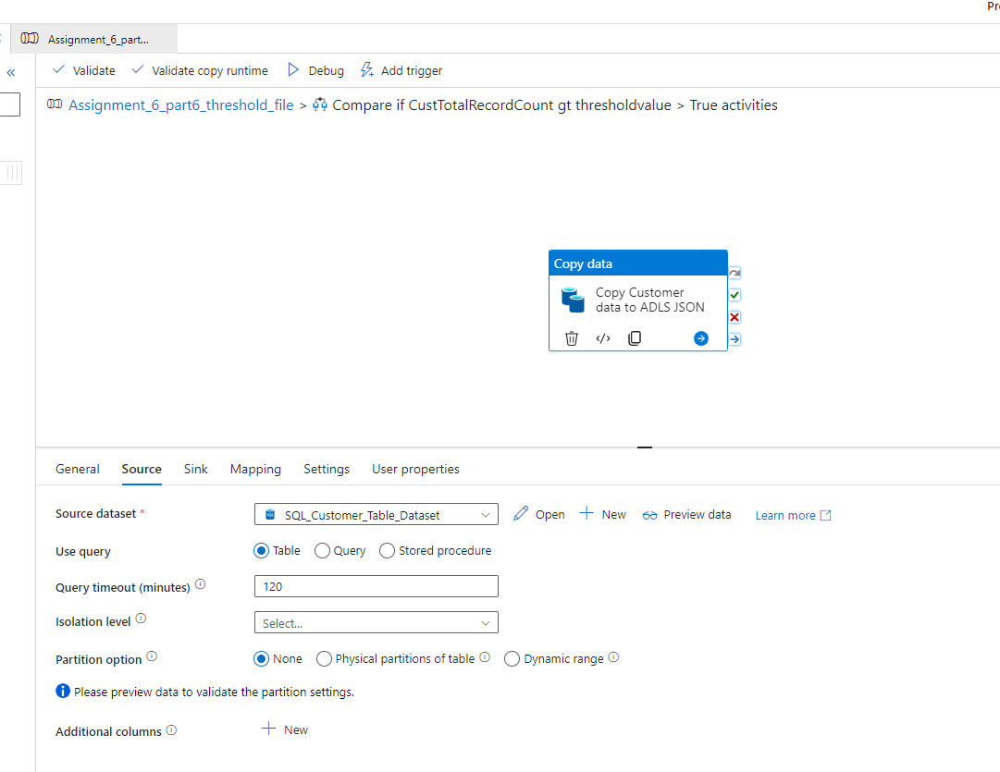 Pr
Assignment_6_part...
Validate Validate copy runtime Debug Add trigger
Assignment_6_part6_threshold_file > Compare if CustTotalRecordCount gt thresholdvalue > True activities
Copy data
Copy Customer
data to ADLS JSON
General Source Sink Mapping Settings User properties
Source dataset * SQL_Customer_Table_Dataset Open New Preview data Learn more
Use query Table Query Stored procedure
Query timeout (minutes) 120
Isolation level Select...
Partition option None Physical partitions of table Dynamic range
Please preview data to validate the partition settings.
Additional columns New